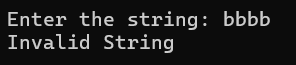 Enter the string: bbbb
Invalid String